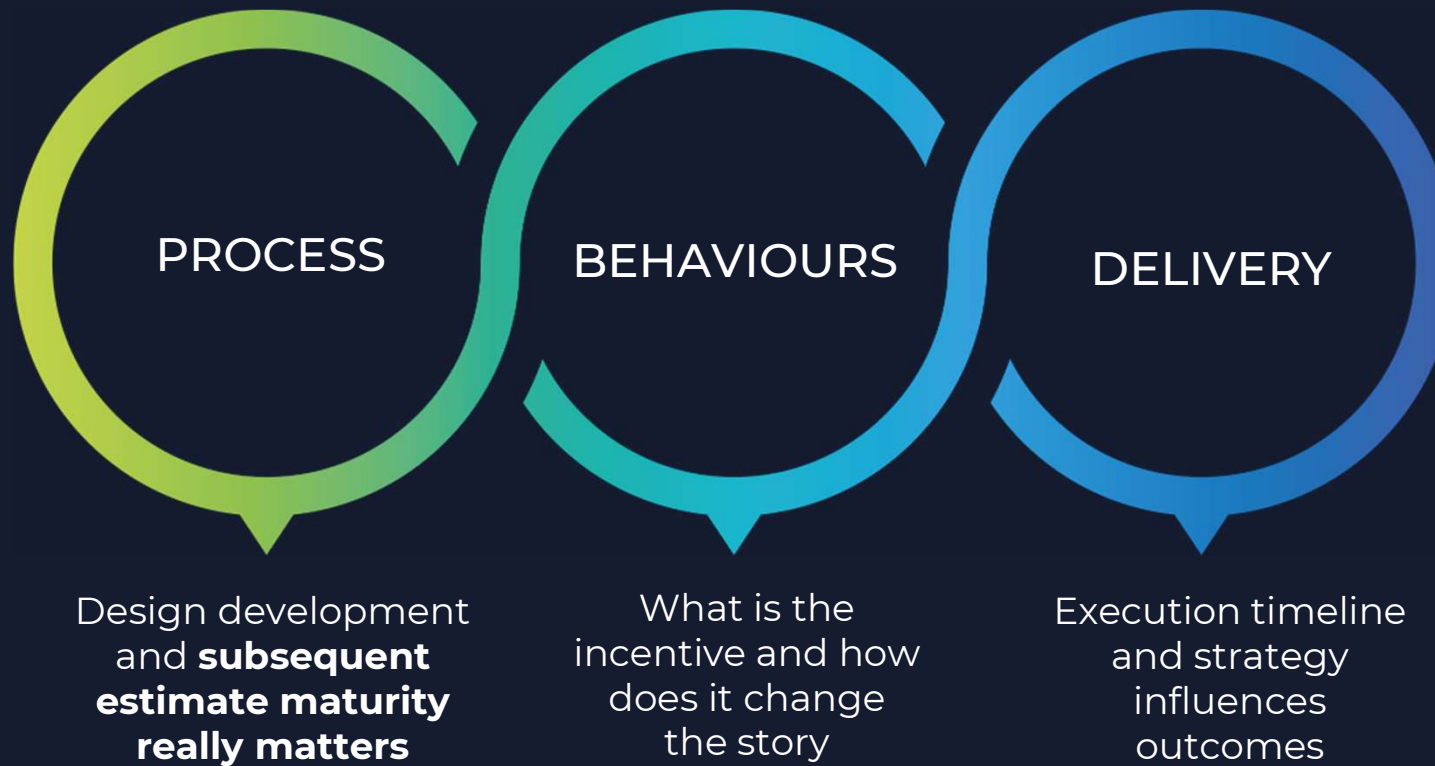 PROCESS
BEHAVIOURS
DELIVERY
Design development
and subsequent
estimate maturity
really matters
What is the
incentive and how
does it change
the story
Execution timeline
and strategy
influences
outcomes